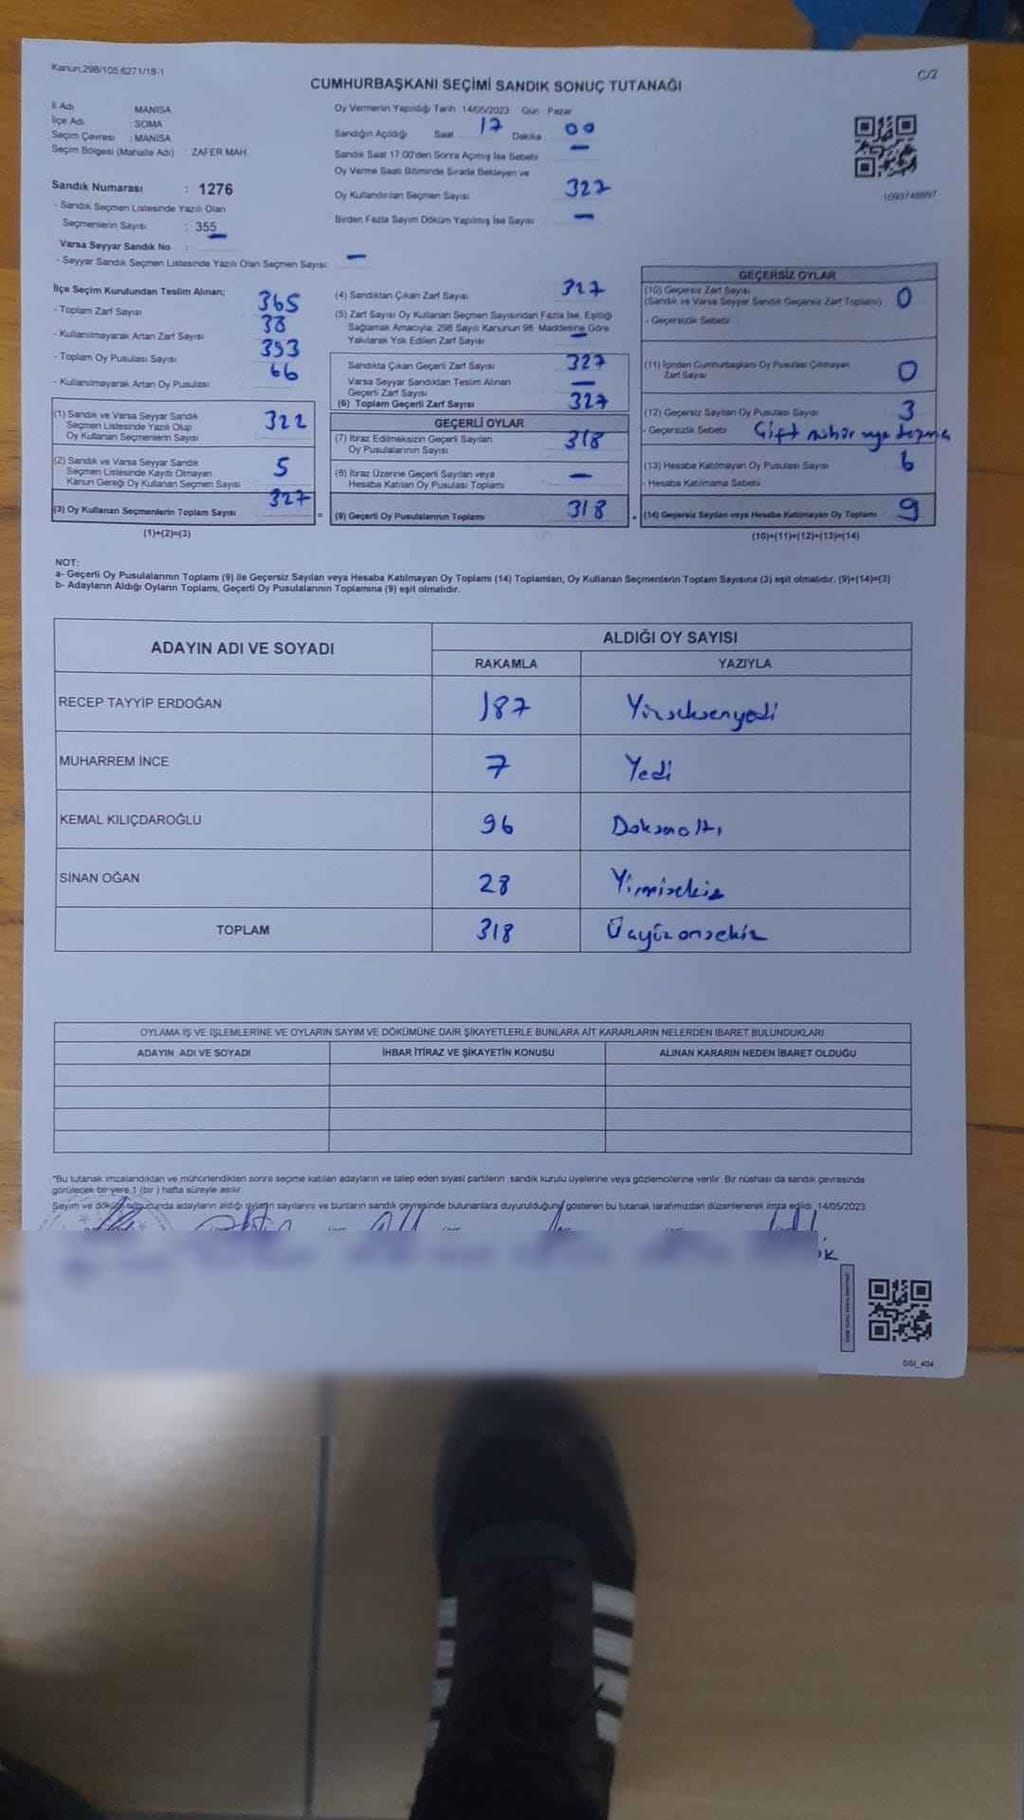 Kanun:298/105,6271/18-1
C/2
CUMHURBAŞKANI SEÇİMİ SANDIK SONUÇ TUTANAĞI
İl Adı MANİSA
İlçe Adı : SOMA
Seçim Çevresi : MANİSA
Seçim Bölgesi (Mahalle Adı) : ZAFER MAH.
Sandık Numarası : 1276
- Sandık Seçmen Listesinde Yazılı Olan
Seçmenlerin Sayısı : 355
Varsa Seyyar Sandık No :
- Seyyar Sandık Seçmen Listesinde Yazılı Olan Seçmen Sayısı: —
Oy Vermenin Yapıldığı Tarih : 14/05/2023 Gün : Pazar
Sandığın Açıldığı Saat 17 Dakika 00
Sandık Saat 17:00'den Sonra Açılmış İse Sebebi —
Oy Verme Saati Bitiminde Sırada Bekleyen ve
Oy Kullandırılan Seçmen Sayısı 327
Birden Fazla Sayım Döküm Yapılmış İse Sayısı —
İlçe Seçim Kurulundan Teslim Alınan;
- Toplam Zarf Sayısı 365
- Kullanılmayarak Artan Zarf Sayısı 38
- Toplam Oy Pusulası Sayısı 393
- Kullanılmayarak Artan Oy Pusulası 66
(1) Sandık ve Varsa Seyyar Sandık
Seçmen Listesinde Yazılı Olup
Oy Kullanan Seçmenlerin Sayısı 322
(2) Sandık ve Varsa Seyyar Sandık
Seçmen Listesinde Kayıtlı Olmayan
Kanun Gereği Oy Kullanan Seçmen Sayısı 5
(3) Oy Kullanan Seçmenlerin Toplam Sayısı 327
(1)+(2)=(3)
(4) Sandıktan Çıkan Zarf Sayısı 327
(5) Zarf Sayısı Oy Kullanan Seçmen Sayısından Fazla İse, Eşitliği
Sağlamak Amacıyla; 298 Sayılı Kanunun 98. Maddesine Göre
Yakılarak Yok Edilen Zarf Sayısı —
Sandıkta Çıkan Geçerli Zarf Sayısı 327
Varsa Seyyar Sandıktan Teslim Alınan
Geçerli Zarf Sayısı —
(6) Toplam Geçerli Zarf Sayısı 327
GEÇERLİ OYLAR
(7) İtiraz Edilmeksizin Geçerli Sayılan
Oy Pusulalarının Sayısı 318
(8) İtiraz Üzerine Geçerli Sayılan veya
Hesaba Katılan Oy Pusulası Toplamı —
= (9) Geçerli Oy Pusulalarının Toplamı 318
GEÇERSİZ OYLAR
(10) Geçersiz Zarf Sayısı
(Sandık ve Varsa Seyyar Sandık Geçersiz Zarf Toplamı) 0
- Geçersizlik Sebebi
(11) İçinden Cumhurbaşkanı Oy Pusulası Çıkmayan
Zarf Sayısı 0
(12) Geçersiz Sayılan Oy Pusulası Sayısı 3
- Geçersizlik Sebebi Çift mühür
(13) Hesaba Katılmayan Oy Pusulası Sayısı 6
- Hesaba Katılmama Sebebi
+ (14) Geçersiz Sayılan veya Hesaba Katılmayan Oy Toplamı 9
(10)+(11)+(12)+(13)=(14)
NOT:
a- Geçerli Oy Pusulalarının Toplamı (9) ile Geçersiz Sayılan veya Hesaba Katılmayan Oy Toplamı (14) Toplamları, Oy Kullanan Seçmenlerin Toplam Sayısına (3) eşit olmalıdır. (9)+(14)=(3)
b- Adayların Aldığı Oyların Toplamı, Geçerli Oy Pusulalarının Toplamına (9) eşit olmalıdır.
ADAYIN ADI VE SOYADI ALDIĞI OY SAYISI
RAKAMLA YAZIYLA
RECEP TAYYİP ERDOĞAN 187 Yüzseksenyedi
MUHARREM İNCE 7 Yedi
KEMAL KILIÇDAROĞLU 96 Doksanaltı
SİNAN OĞAN 28 Yirmisekiz
TOPLAM 318 Üçyüzonsekiz
OYLAMA İŞ VE İŞLEMLERİNE VE OYLARIN SAYIM VE DÖKÜMÜNE DAİR ŞİKAYETLERLE BUNLARA AİT KARARLARIN NELERDEN İBARET BULUNDUKLARI
ADAYIN ADI VE SOYADI İHBAR İTİRAZ VE ŞİKAYETİN KONUSU ALINAN KARARIN NEDEN İBARET OLDUĞU
"Bu tutanak imzalandıktan ve mühürlendikten sonra seçime katılan adayların ve talep eden siyasi partilerin sandık kurulu üyelerine veya gözlemcilerine verilir. Bir nüshası da sandık çevresinde
görülecek bir yere 1 (bir ) hafta süreyle asılır.
Sayım ve döküm sonucunda adayların aldığı oyların sayılarını ve bunların sandık çevresinde bulunanlara duyurulduğunu gösteren bu tutanak tarafımızdan düzenlenerek imza edildi. 14/05/2023